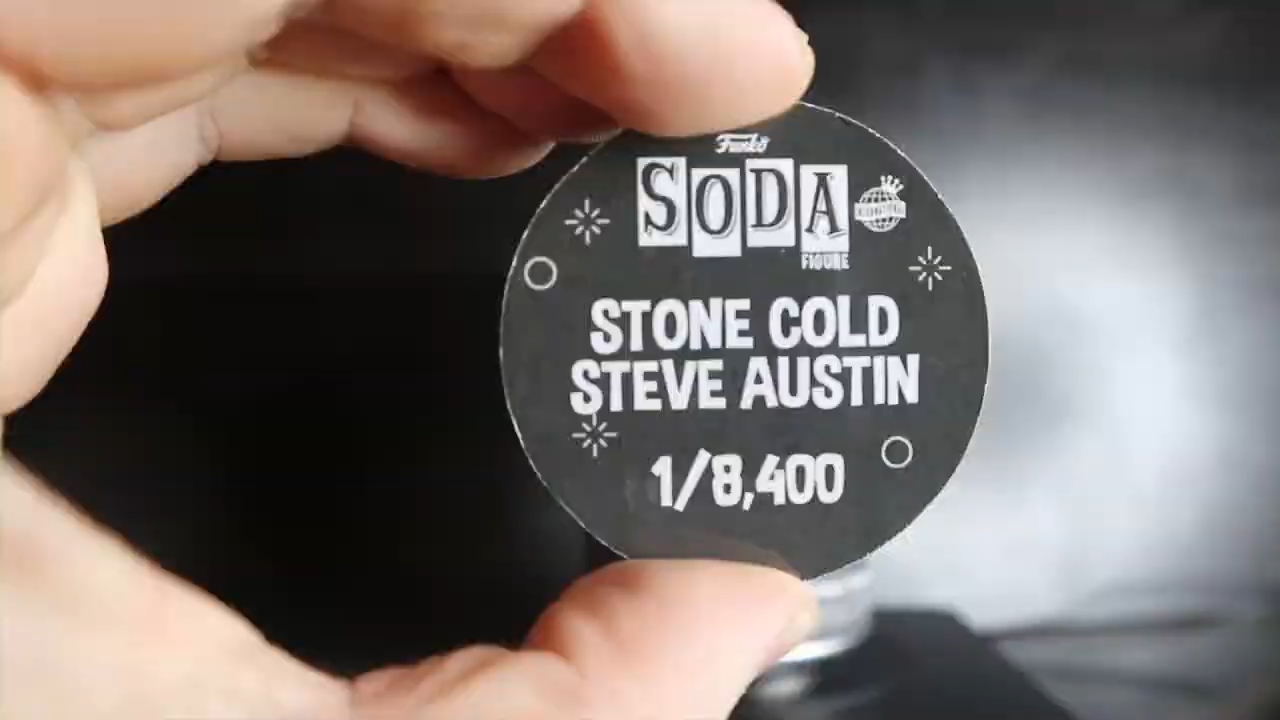 Funko
SODA
FIGURE
STONE COLD
STEVE AUSTIN
1/8,400